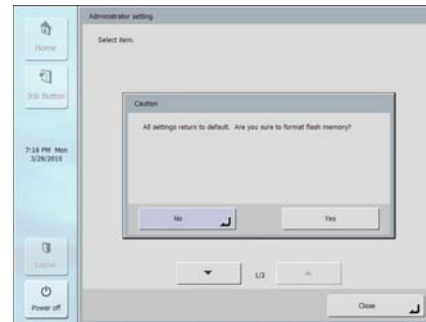 Administrator setting
Select item.
Home
Job Button
Caution
All settings return to default. Are you sure to format flash memory?
7:16 PM Mon
3/29/2010
No
Yes
Logout
1/2
Power off
Close